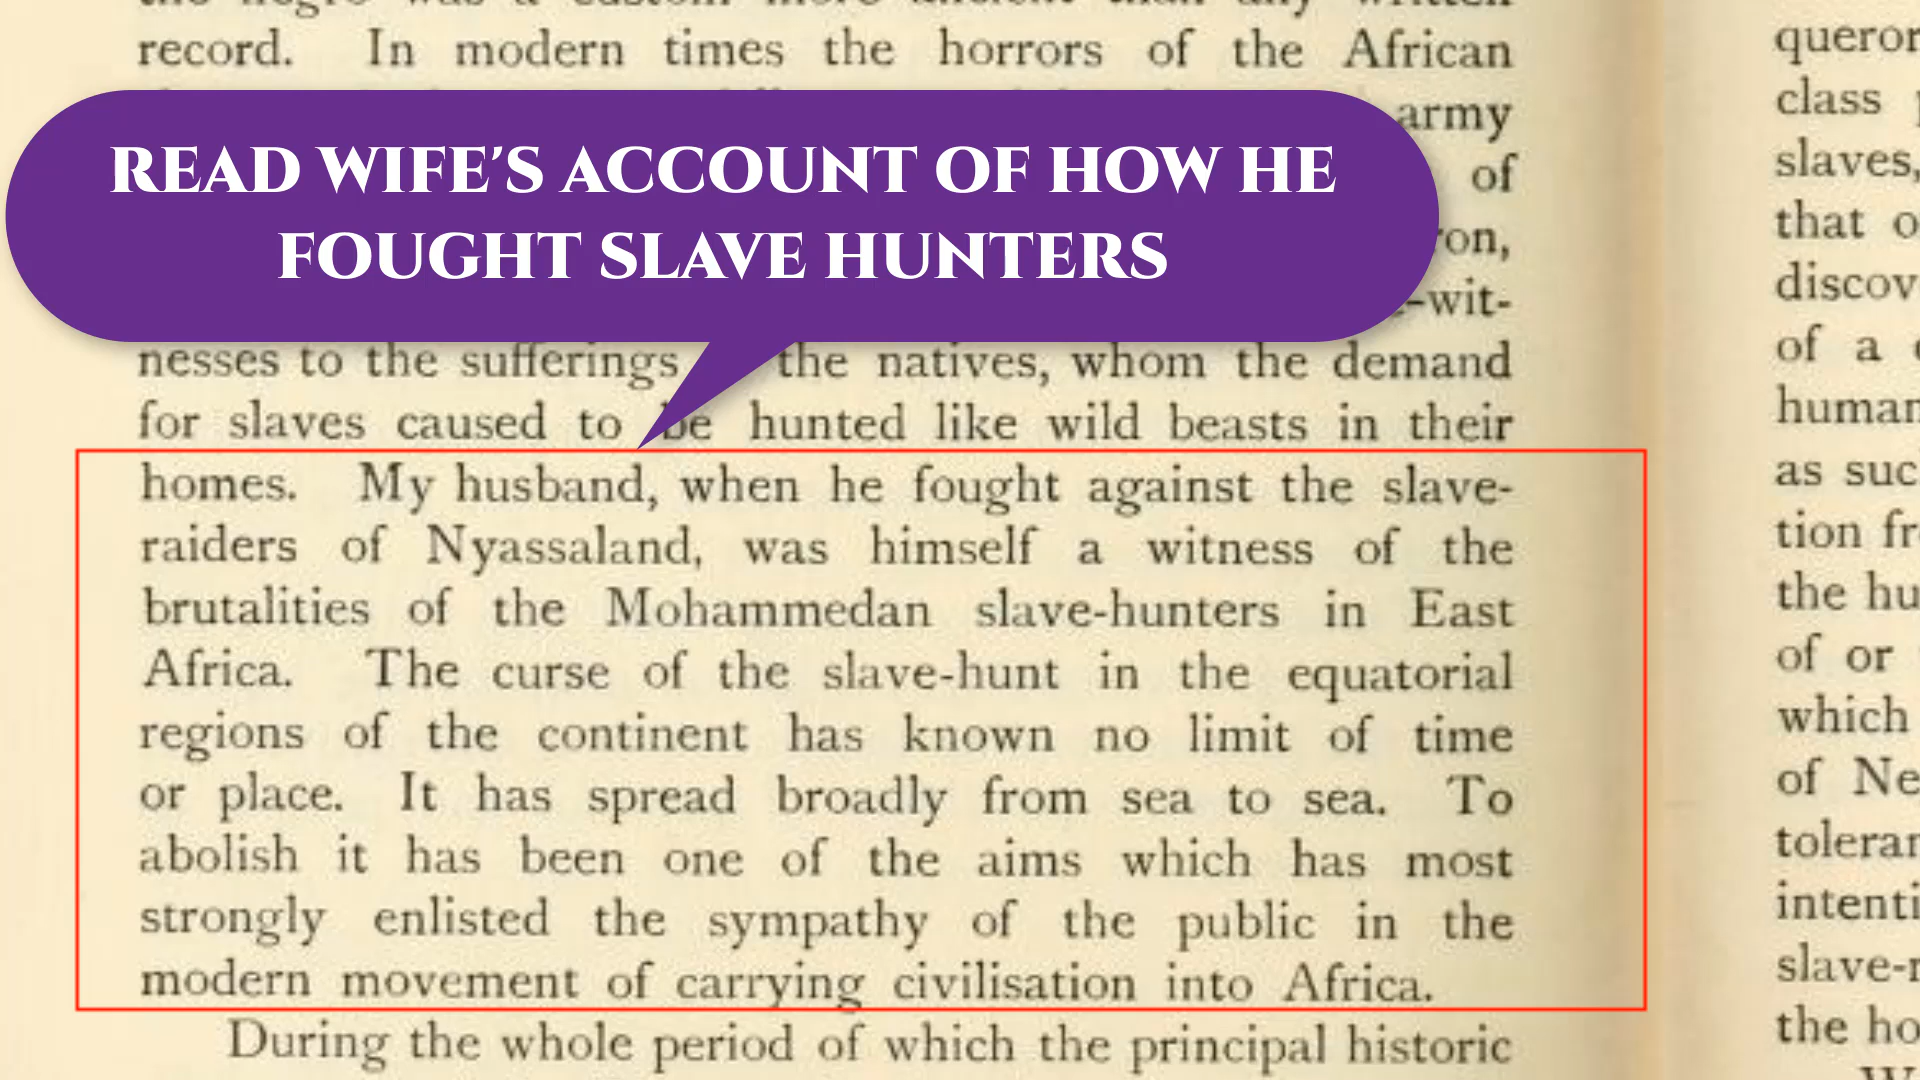 record. In modern times the horrors of the African
army
READ WIFE'S ACCOUNT OF HOW HE
FOUGHT SLAVE HUNTERS
of
nesses to the sufferings the natives, whom the demand
for slaves caused to be hunted like wild beasts in their
homes. My husband, when he fought against the slave-
raiders of Nyassaland, was himself a witness of the
brutalities of the Mohammedan slave-hunters in East
Africa. The curse of the slave-hunt in the equatorial
regions of the continent has known no limit of time
or place. It has spread broadly from sea to sea. To
abolish it has been one of the aims which has most
strongly enlisted the sympathy of the public in the
modern movement of carrying civilisation into Africa.
During the whole period of which the principal historic
class
slaves,
that
of a
as
tion
the
of or
which
of
the